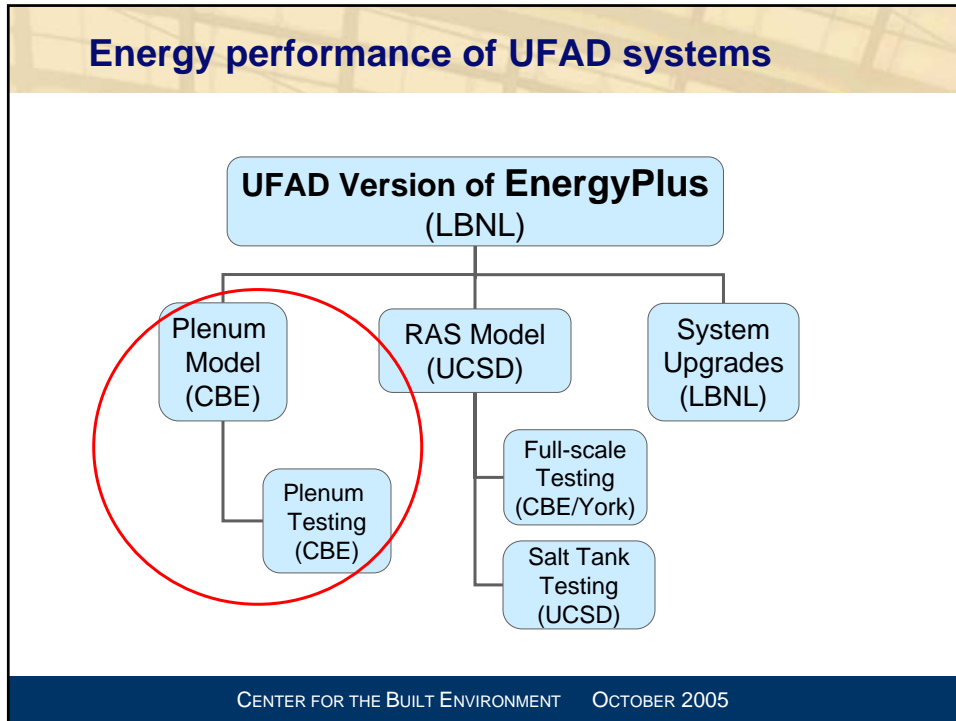 Energy performance of UFAD systems
UFAD Version of EnergyPlus
(LBNL)
Plenum
Model
(CBE)
Plenum
Testing
(CBE)
RAS Model
(UCSD)
Full-scale
Testing
(CBE/York)
Salt Tank
Testing
(UCSD)
System
Upgrades
(LBNL)
CENTER FOR THE BUILT ENVIRONMENT OCTOBER 2005